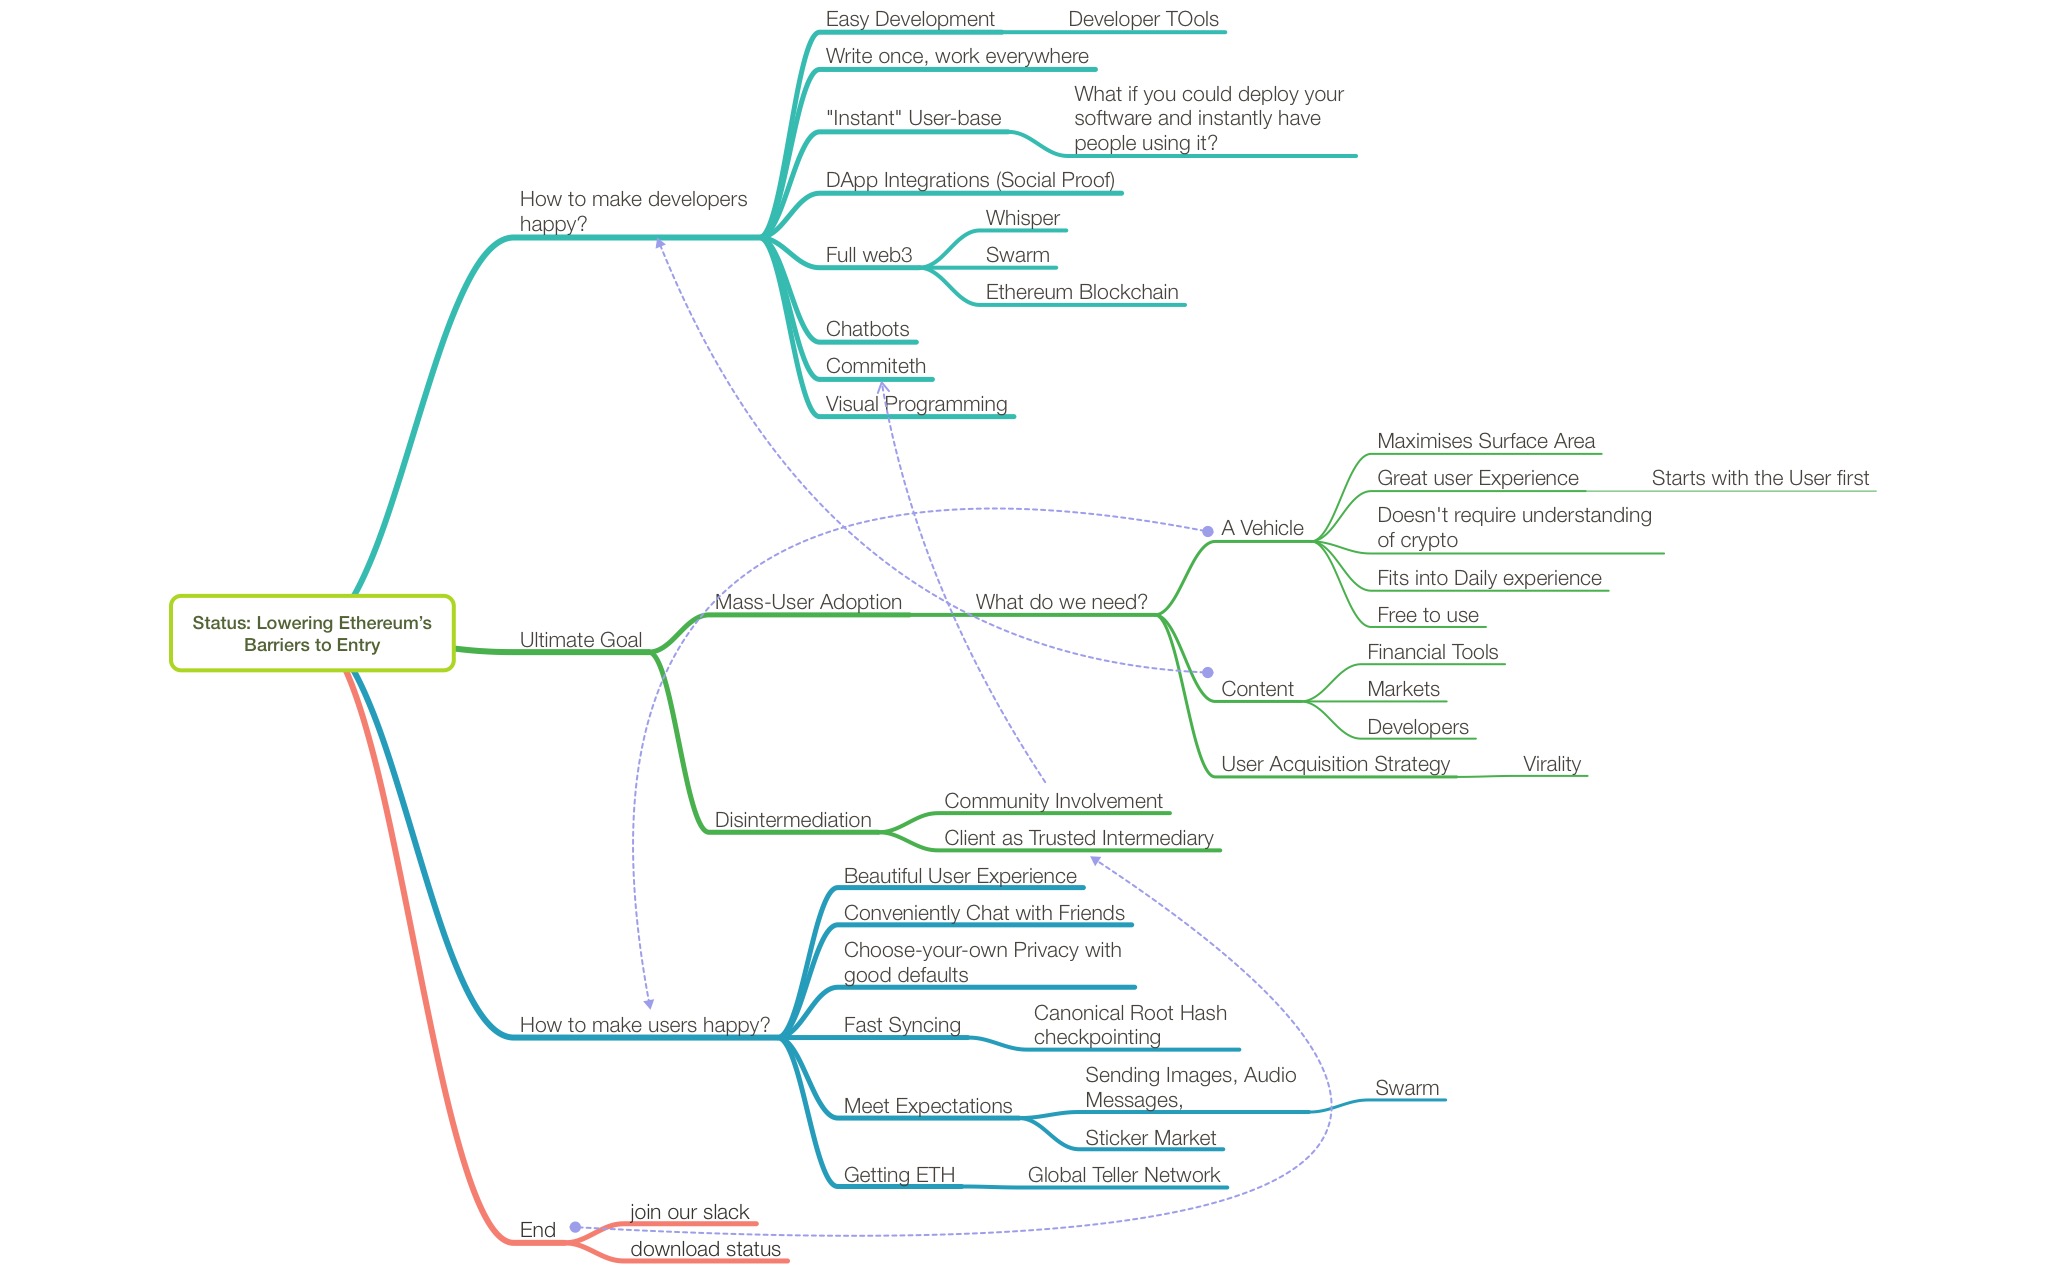 Easy Development
Developer TOols
Write once, work everywhere
"Instant" User-base
What if you could deploy your
software and instantly have
people using it?
DApp Integrations (Social Proof)
How to make developers
happy?
Full web3
Whisper
Swarm
Ethereum Blockchain
Chatbots
Commiteth
Visual Programming
Status: Lowering Ethereum’s
Barriers to Entry
Ultimate Goal
Mass-User Adoption
What do we need?
A Vehicle
Maximises Surface Area
Great user Experience
Starts with the User first
Doesn't require understanding
of crypto
Fits into Daily experience
Free to use
Content
Financial Tools
Markets
Developers
User Acquisition Strategy
Virality
Disintermediation
Community Involvement
Client as Trusted Intermediary
How to make users happy?
Beautiful User Experience
Conveniently Chat with Friends
Choose-your-own Privacy with
good defaults
Fast Syncing
Canonical Root Hash
checkpointing
Meet Expectations
Sending Images, Audio
Messages,
Swarm
Sticker Market
Getting ETH
Global Teller Network
End
join our slack
download status